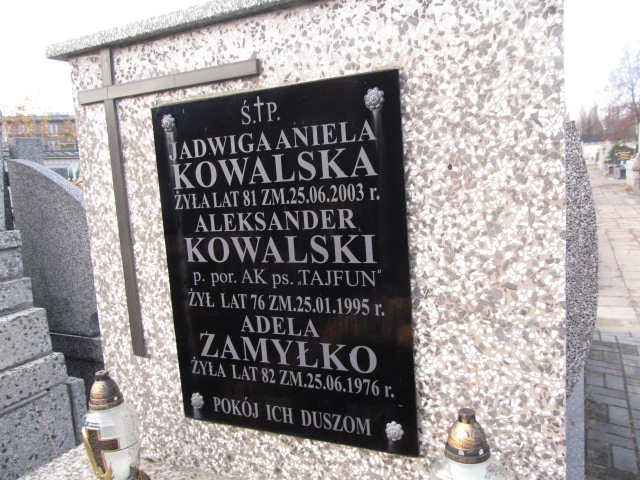 Ś.†P.
JADWIGA ANIELA
KOWALSKA
ŻYŁA LAT 81 ZM.25.06.2003 r.
ALEKSANDER
KOWALSKI
p. por. AK ps. „TAJFUN"
ŻYŁ LAT 76 ZM.25.01.1995 r.
ADELA
ZAMYŁKO
ŻYŁA LAT 82 ZM.25.06.1976 r.
POKÓJ ICH DUSZOM